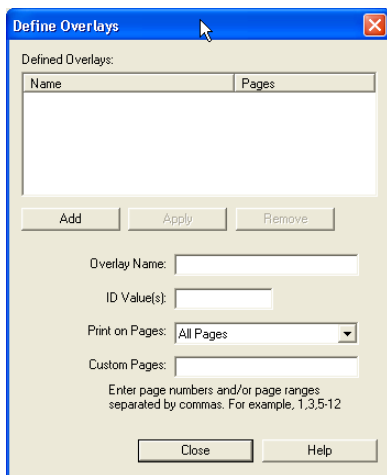 Define Overlays
Defined Overlays:
Name Pages
Add Apply Remove
Overlay Name:
ID Value(s):
Print on Pages: All Pages
Custom Pages:
Enter page numbers and/or page ranges
separated by commas. For example, 1,3,5-12
Close Help